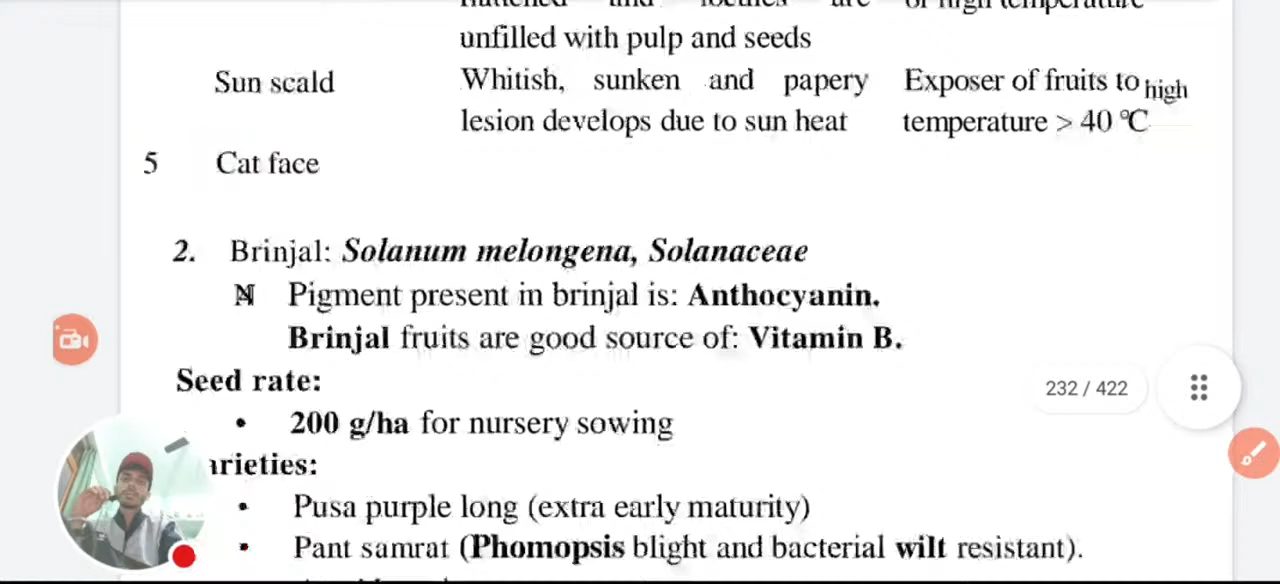 unfilled with pulp and seeds
Sun scald Whitish, sunken and papery Exposer of fruits to high
lesion develops due to sun heat temperature > 40 °C
5 Cat face
2. Brinjal: Solanum melongena, Solanaceae
N Pigment present in brinjal is: Anthocyanin.
Brinjal fruits are good source of: Vitamin B.
Seed rate:
232 / 422
• 200 g/ha for nursery sowing
arieties:
• Pusa purple long (extra early maturity)
• Pant samrat (Phomopsis blight and bacterial wilt resistant).